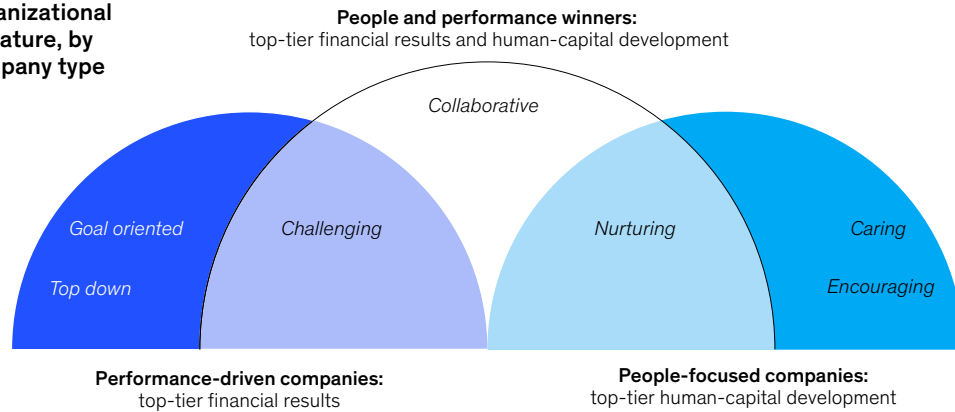 anizational
ature, by
pany type
People and performance winners:
top-tier financial results and human-capital development
Collaborative
Goal oriented
Challenging
Nurturing
Caring
Top down
Encouraging
Performance-driven companies:
top-tier financial results
People-focused companies:
top-tier human-capital development